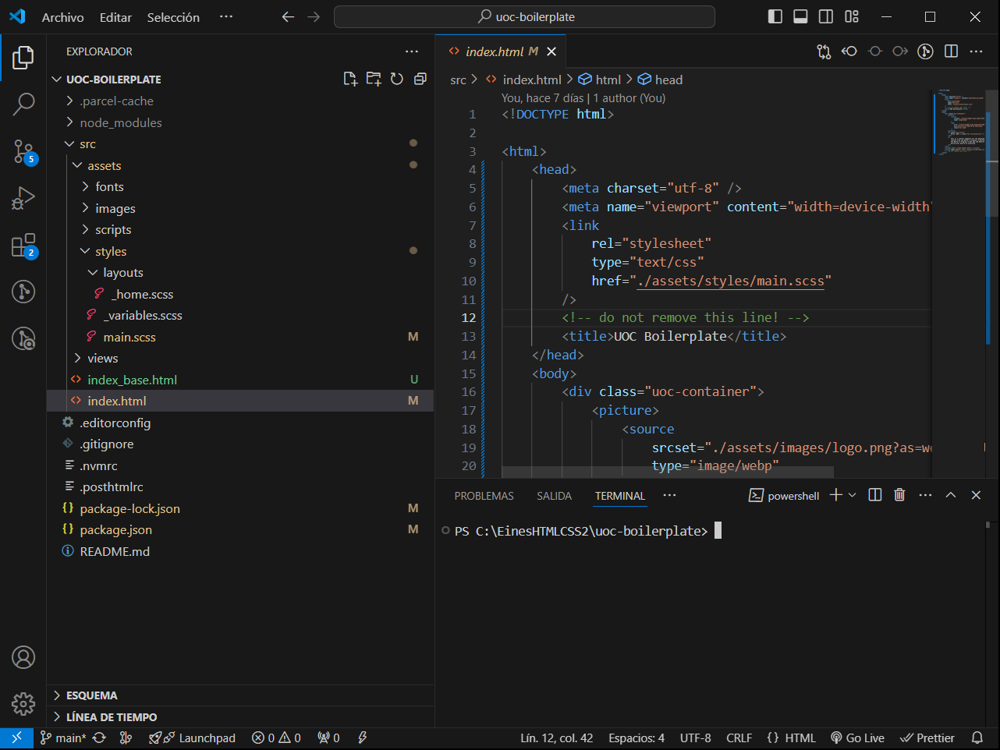 Archivo Editar Selección ···
uoc-boilerplate
EXPLORADOR ···
UOC-BOILERPLATE
.parcel-cache
node_modules
src
assets
fonts
images
scripts
styles
layouts
_home.scss
_variables.scss
main.scss M
views
index_base.html U
index.html M
.editorconfig
.gitignore
.nvmrc
.posthtmlrc
package-lock.json M
package.json M
README.md
ESQUEMA
LÍNEA DE TIEMPO
5
2
index.html M
src > index.html > html > head
You, hace 7 días | 1 author (You)
1 <!DOCTYPE html>
2
3 <html>
4 <head>
5 <meta charset="utf-8" />
6 <meta name="viewport" content="width=device-width"
7 <link
8 rel="stylesheet"
9 type="text/css"
10 href="./assets/styles/main.scss"
11 />
12 <!-- do not remove this line! -->
13 <title>UOC Boilerplate</title>
14 </head>
15 <body>
16 <div class="uoc-container">
17 <picture>
18 <source
19 srcset="./assets/images/logo.png?as=we
20 type="image/webp"
PROBLEMAS SALIDA TERMINAL ··· powershell
PS C:\EinesHTMLCSS2\uoc-boilerplate>
main* Launchpad 0 0 0 Lín. 12, col. 42 Espacios: 4 UTF-8 CRLF {} HTML Go Live Prettier